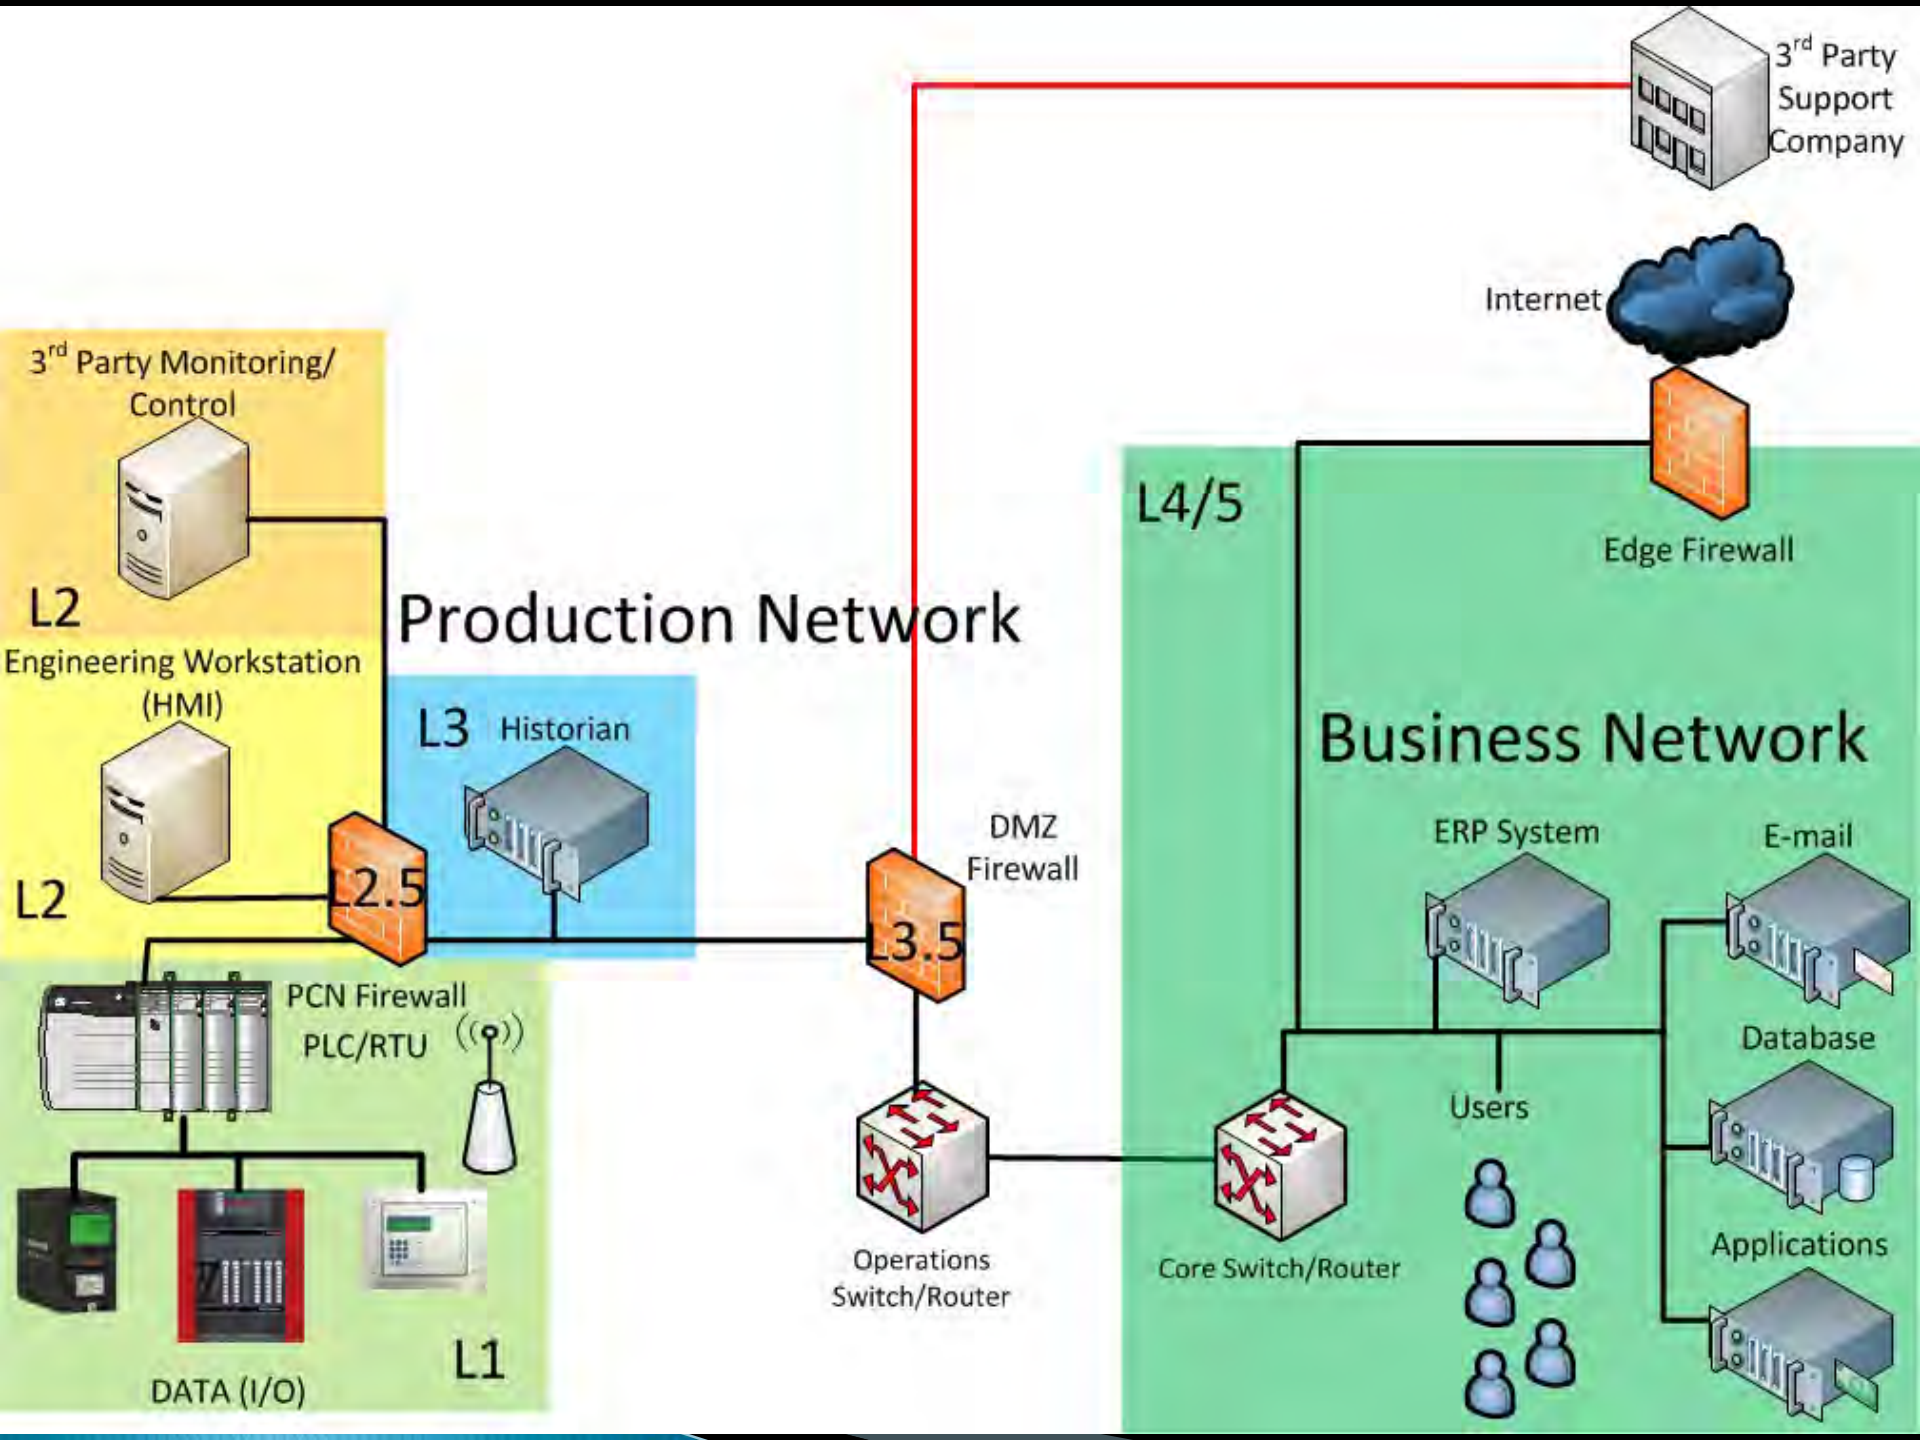 3rd Party
Support
Company
Internet
3rd Party Monitoring/
Control
L4/5
Edge Firewall
L2
Production Network
Engineering Workstation
(HMI)
L3
Historian
Business Network
DMZ
Firewall
ERP System
E-mail
L2
L2.5
L3.5
PCN Firewall
PLC/RTU
Database
Users
Operations
Switch/Router
Core Switch/Router
Applications
L1
DATA (I/O)